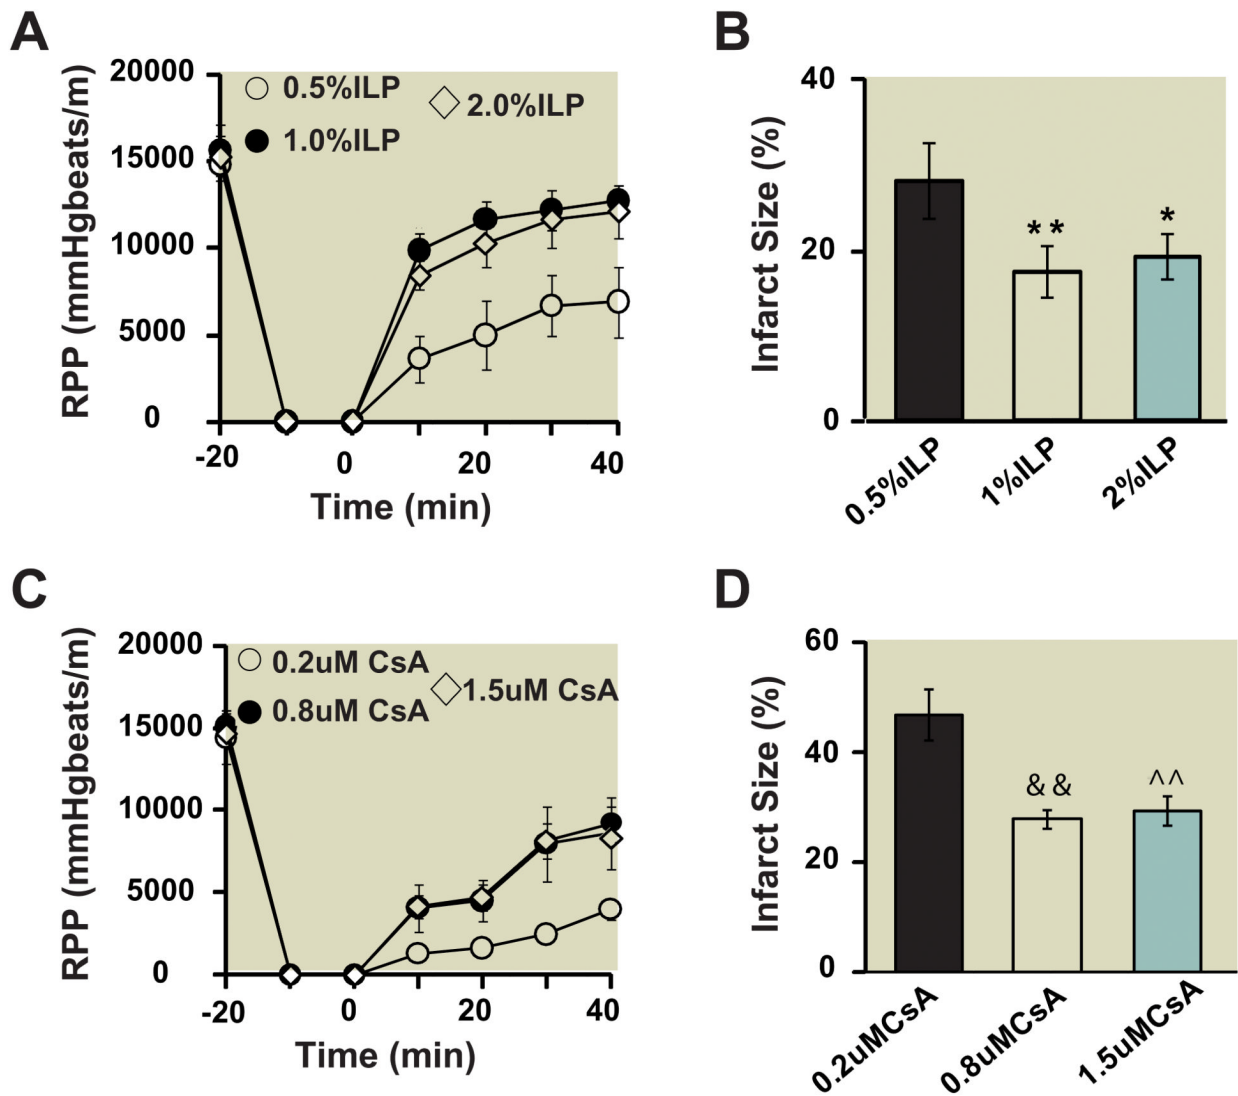 A
RPP (mmHgbeats/m)
20000
15000
10000
5000
0
0.5%ILP
1.0%ILP
2.0%ILP
-20
0
20
40
Time (min)
B
Infarct Size (%)
40
20
0
**
*
0.5%ILP
1%ILP
2%ILP
C
RPP (mmHgbeats/m)
20000
15000
10000
5000
0
0.2uM CsA
0.8uM CsA
1.5uM CsA
-20
0
20
40
Time (min)
D
Infarct Size (%)
60
40
20
0
&&
^^
0.2uMCsA
0.8uMCsA
1.5uMCsA